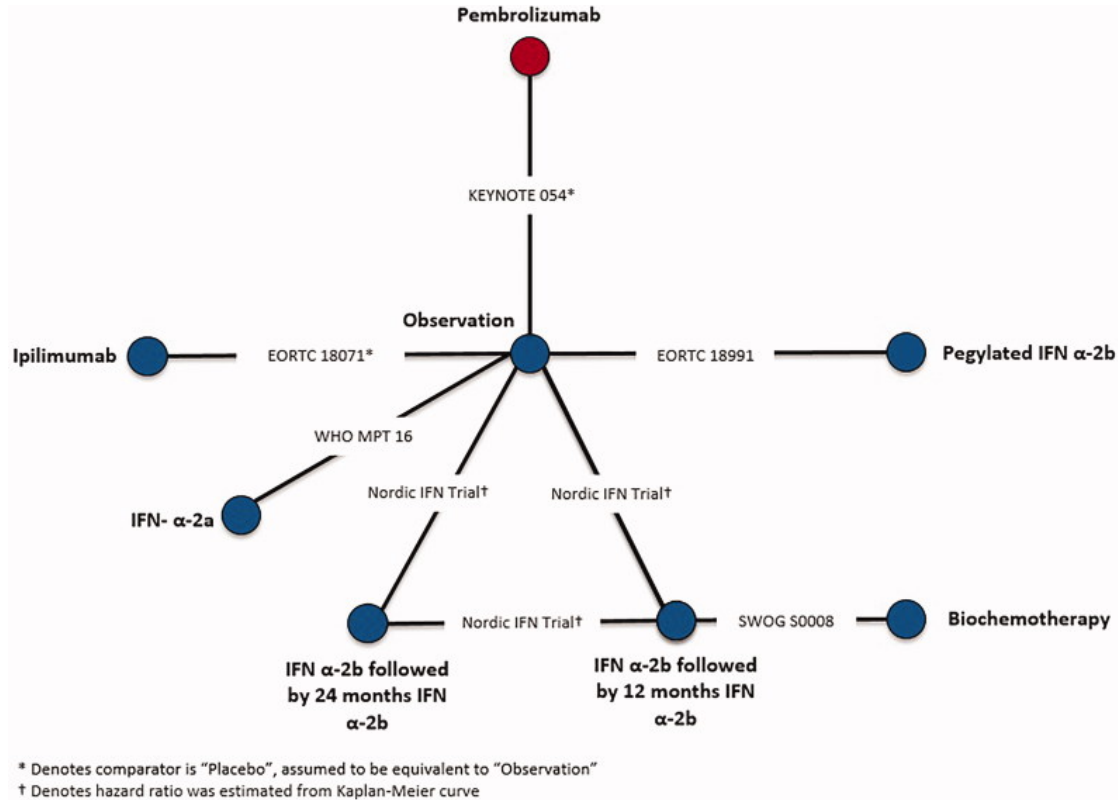 Pembrolizumab
KEYNOTE 054*
Observation
Ipilimumab
EORTC 18071*
EORTC 18991
Pegylated IFN α-2b
WHO MPT 16
Nordic IFN Trial†
Nordic IFN Trial†
IFN- α-2a
Nordic IFN Trial†
SWOG S0008
Biochemotherapy
IFN α-2b followed
by 24 months IFN
α-2b
IFN α-2b followed
by 12 months IFN
α-2b
* Denotes comparator is “Placebo”, assumed to be equivalent to “Observation”
† Denotes hazard ratio was estimated from Kaplan-Meier curve